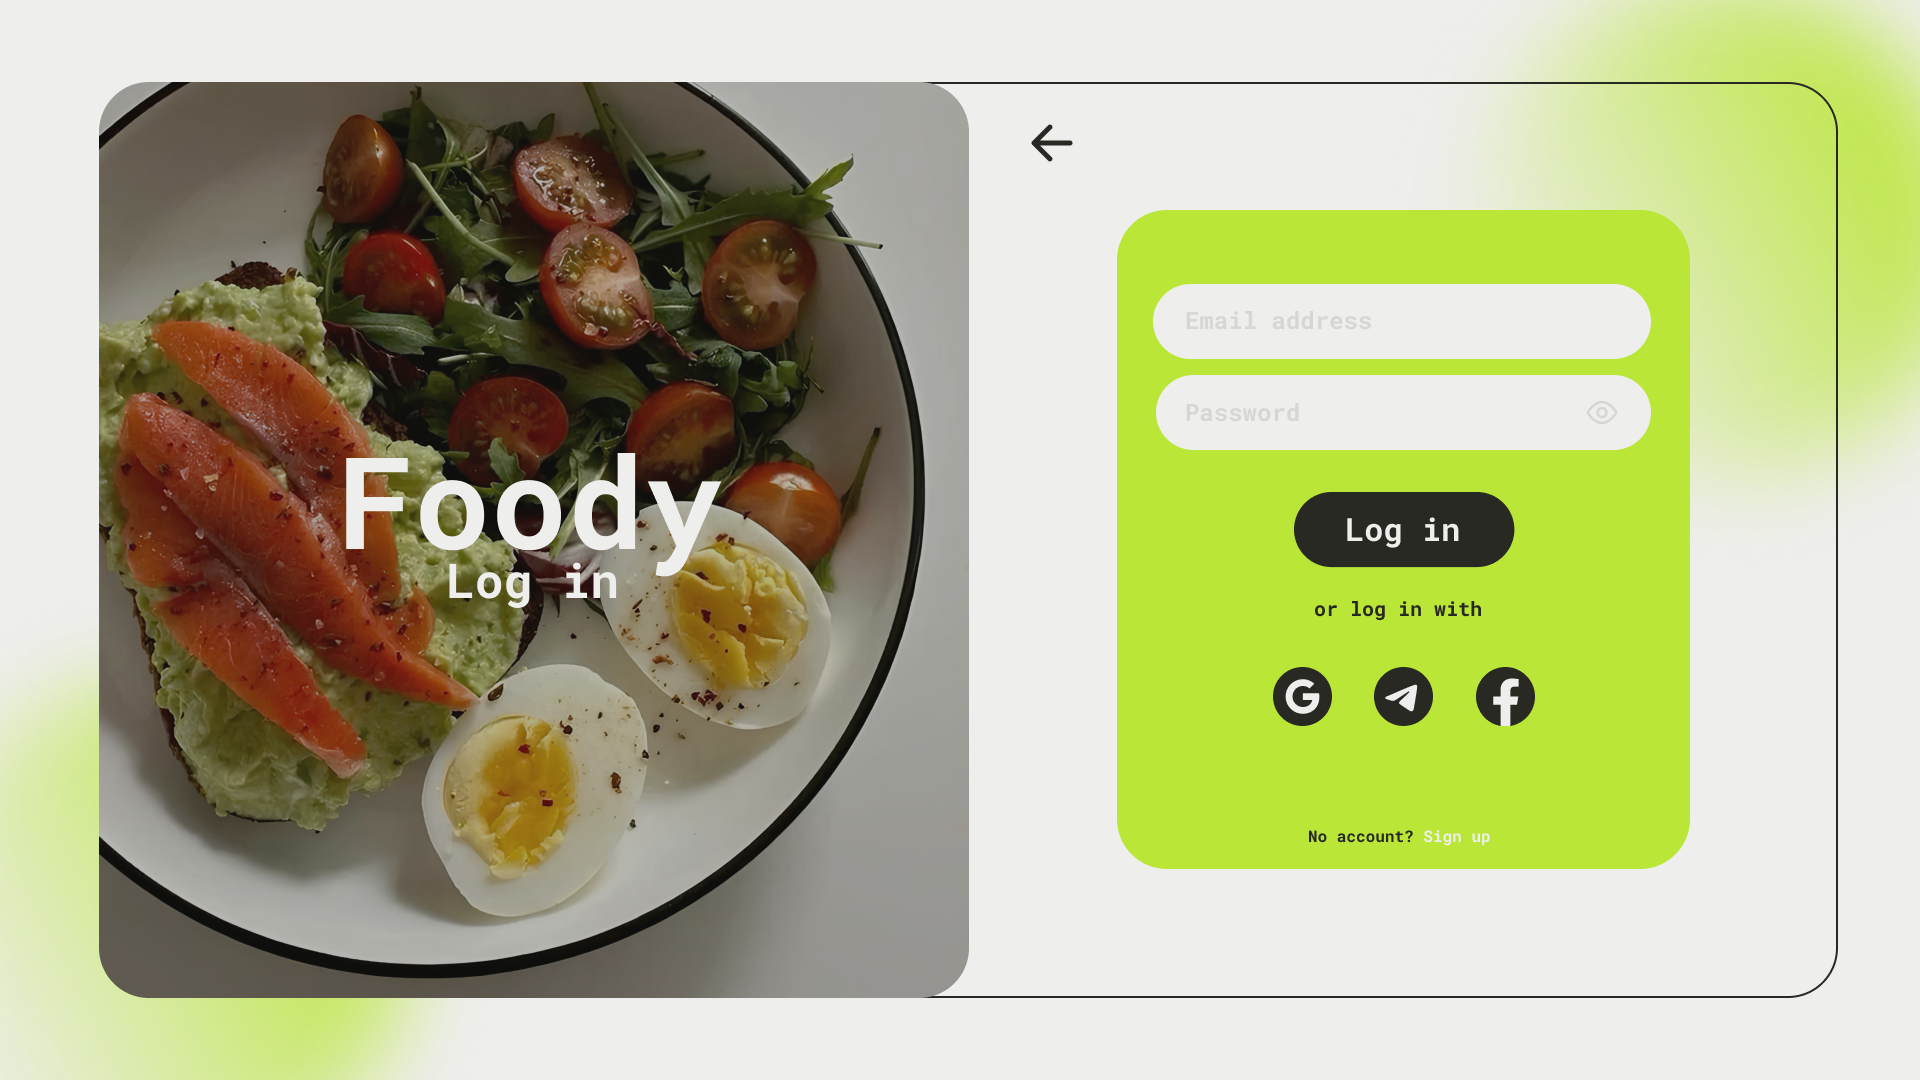 Foody
Log in
Email address
Password
Log in
or log in with
No account? Sign up